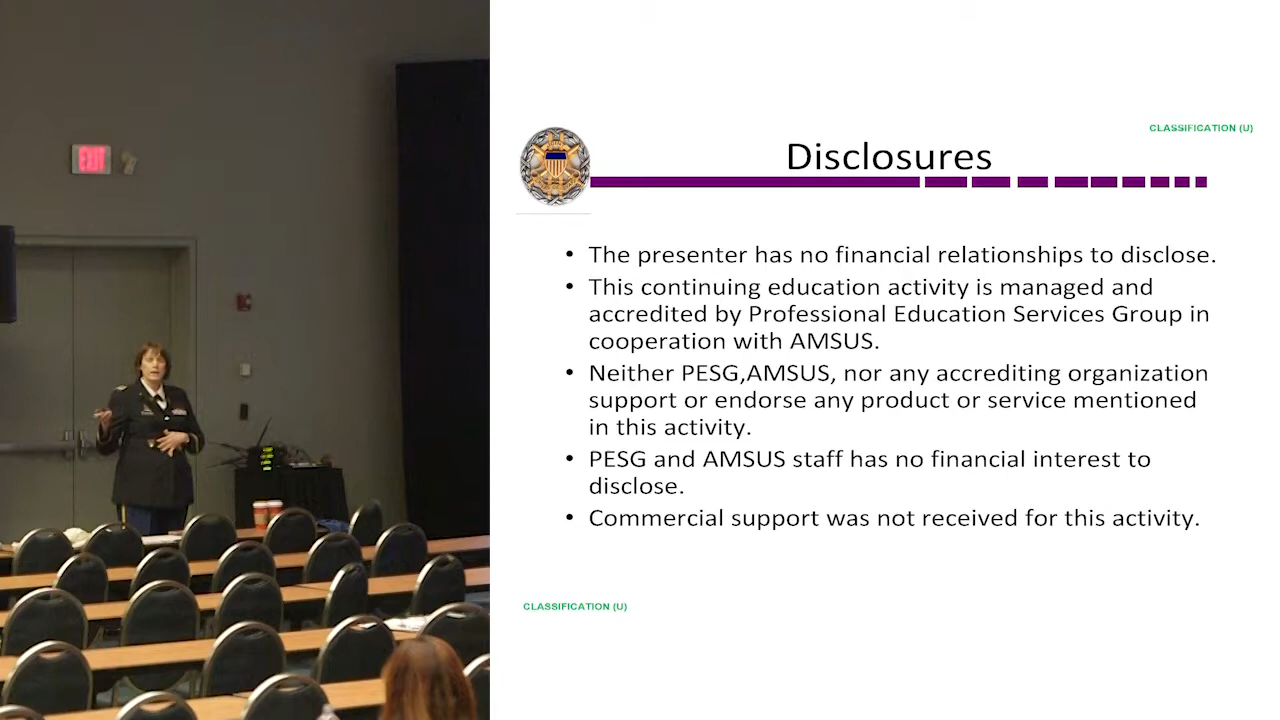 EXIT
CLASSIFICATION (U)
Disclosures
• The presenter has no financial relationships to disclose.
• This continuing education activity is managed and
accredited by Professional Education Services Group in
cooperation with AMSUS.
• Neither PESG,AMSUS, nor any accrediting organization
support or endorse any product or service mentioned
in this activity.
• PESG and AMSUS staff has no financial interest to
disclose.
• Commercial support was not received for this activity.
CLASSIFICATION (U)